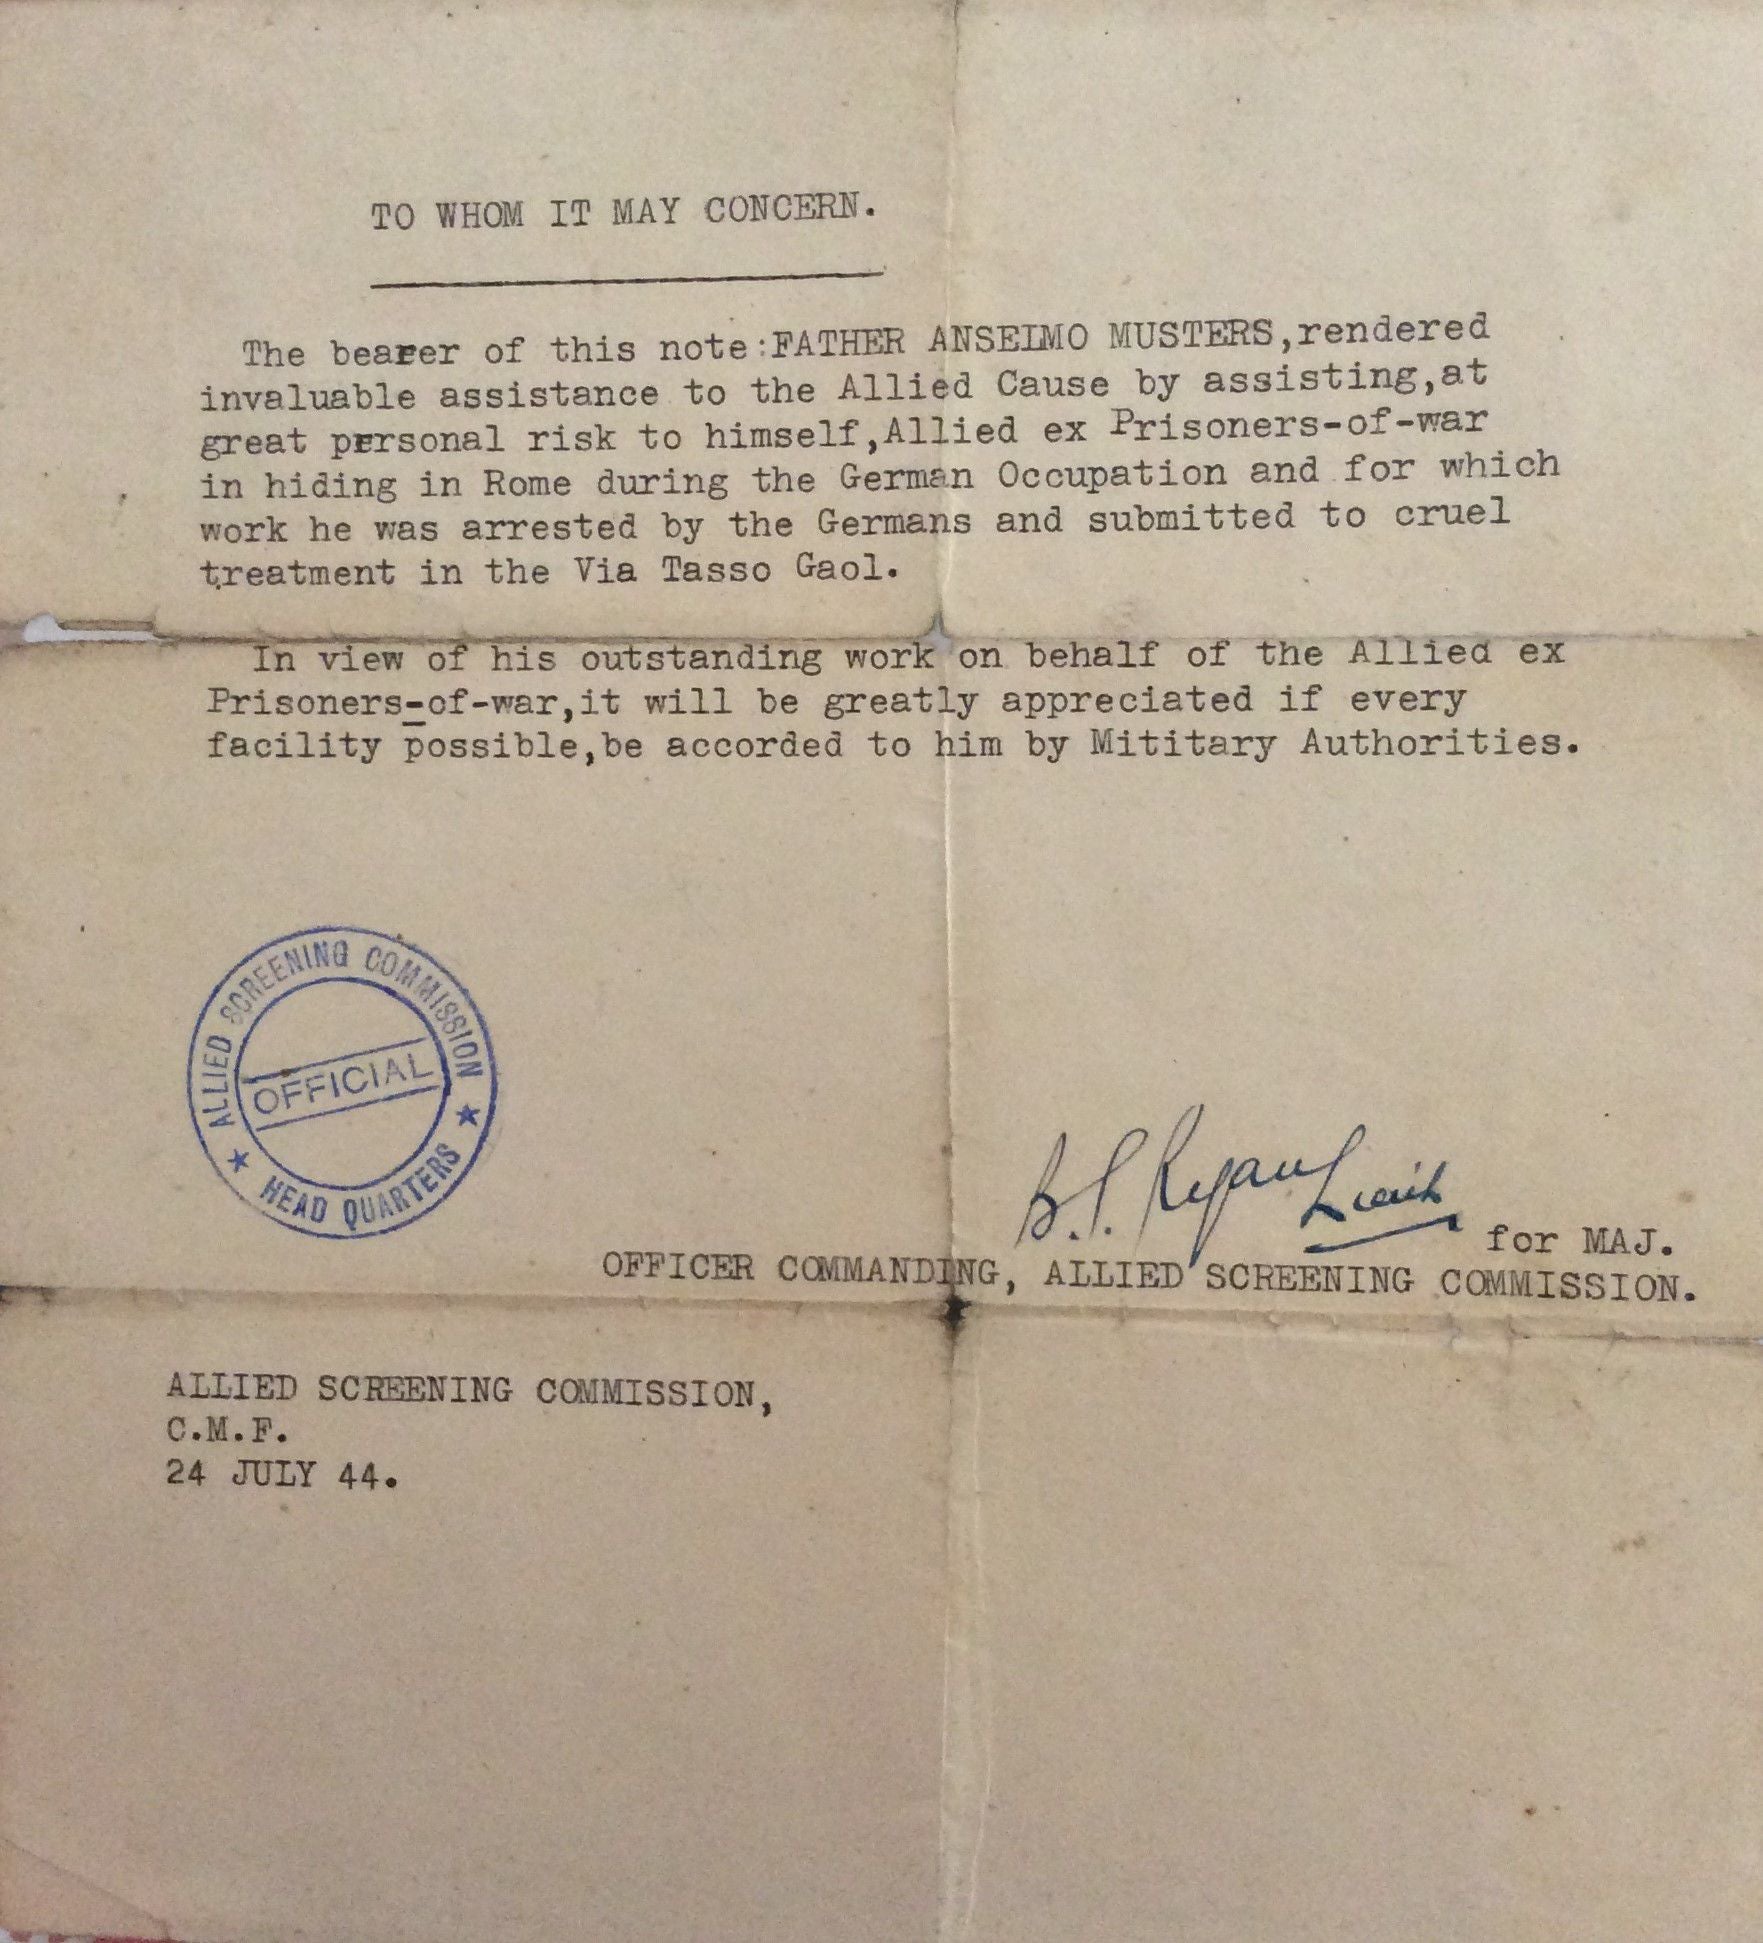 TO WHOM IT MAY CONCERN.
The bearer of this note:FATHER ANSELMO MUSTERS,rendered
invaluable assistance to the Allied Cause by assisting,at
great personal risk to himself,Allied ex Prisoners-of-war
in hiding in Rome during the German Occupation and for which
work he was arrested by the Germans and submitted to cruel
treatment in the Via Tasso Gaol.
In view of his outstanding work on behalf of the Allied ex
Prisoners-of-war,it will be greatly appreciated if every
facility possible,be accorded to him by Mititary Authorities.
ALLIED SCREENING COMMISSION
OFFICIAL
★ HEAD QUARTERS ★
Ryan
for MAJ.
OFFICER COMMANDING, ALLIED SCREENING COMMISSION.
ALLIED SCREENING COMMISSION,
C.M.F.
24 JULY 44.